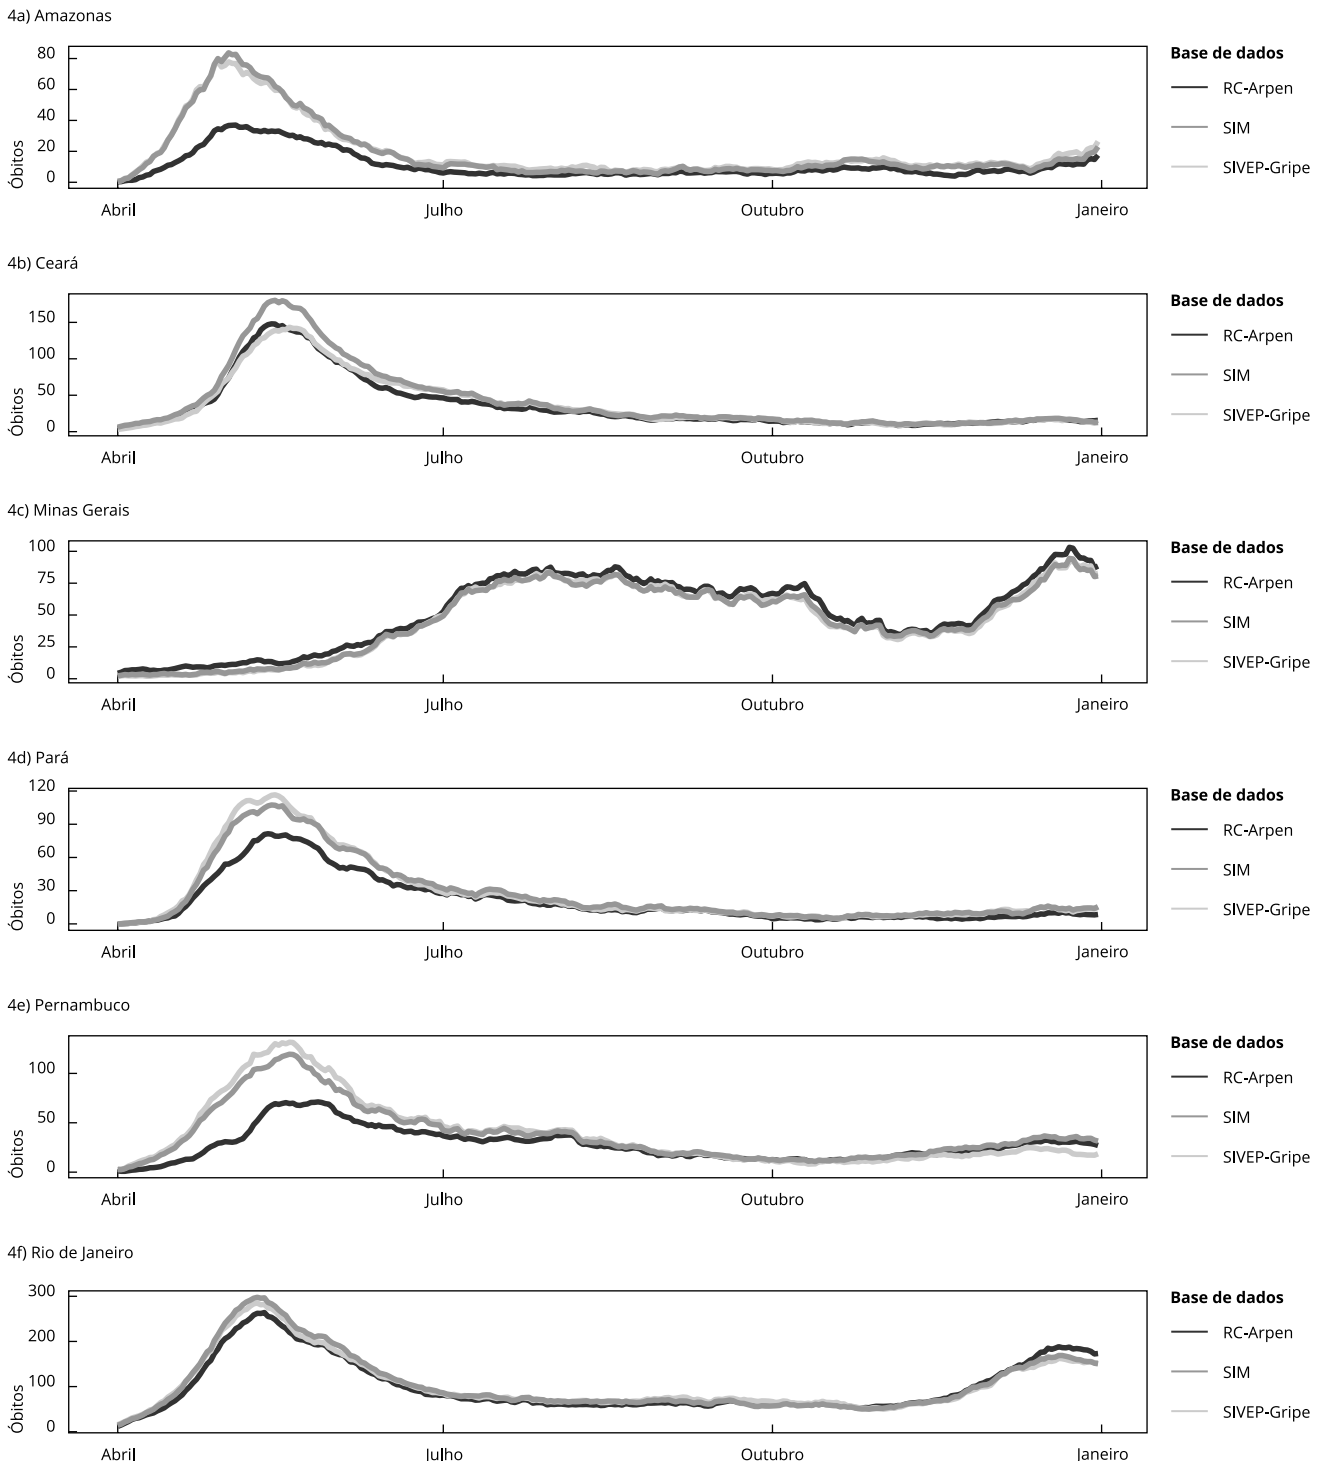 4a) Amazonas
80
60
40
20
0
Óbitos
Abril
Julho
Outubro
Janeiro
Base de dados
RC-Arpen
SIM
SIVEP-Gripe
4b) Ceará
150
100
50
0
Óbitos
Abril
Julho
Outubro
Janeiro
Base de dados
RC-Arpen
SIM
SIVEP-Gripe
4c) Minas Gerais
100
75
50
25
0
Óbitos
Abril
Julho
Outubro
Janeiro
Base de dados
RC-Arpen
SIM
SIVEP-Gripe
4d) Pará
120
90
60
30
0
Óbitos
Abril
Julho
Outubro
Janeiro
Base de dados
RC-Arpen
SIM
SIVEP-Gripe
4e) Pernambuco
100
50
0
Óbitos
Abril
Julho
Outubro
Janeiro
Base de dados
RC-Arpen
SIM
SIVEP-Gripe
4f) Rio de Janeiro
300
200
100
0
Óbitos
Abril
Julho
Outubro
Janeiro
Base de dados
RC-Arpen
SIM
SIVEP-Gripe